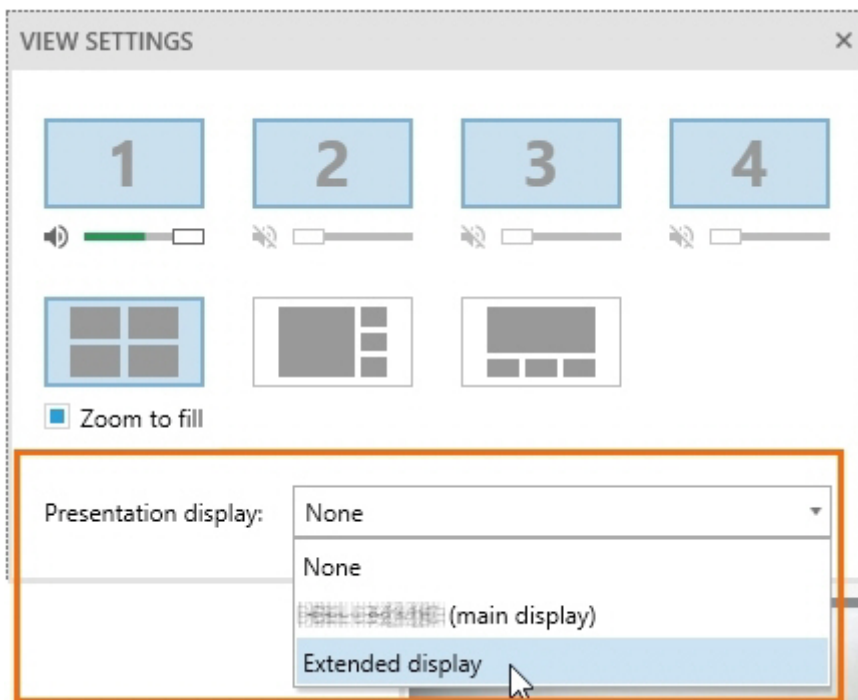 VIEW SETTINGS
1 2 3 4
Zoom to fill
Presentation display: None
None
(main display)
Extended display